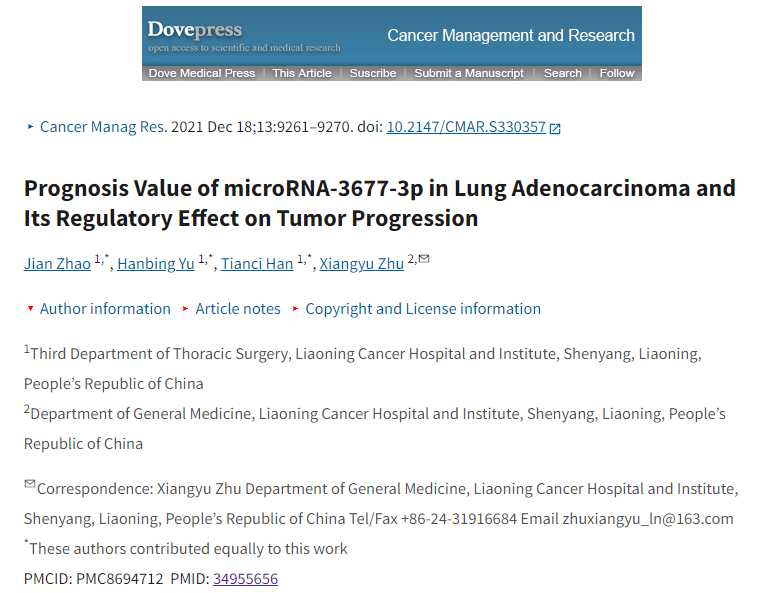 Dovepress
open access to scientific and medical research
Cancer Management and Research
Dove Medical Press | This Article | Suscribe | Submit a Manuscript | Search | Follow
Cancer Manag Res. 2021 Dec 18;13:9261–9270. doi: 10.2147/CMAR.S330357
Prognosis Value of microRNA-3677-3p in Lung Adenocarcinoma and
Its Regulatory Effect on Tumor Progression
Jian Zhao 1,*, Hanbing Yu 1,*, Tianci Han 1,*, Xiangyu Zhu 2,✉
Author information Article notes Copyright and License information
1Third Department of Thoracic Surgery, Liaoning Cancer Hospital and Institute, Shenyang, Liaoning,
People’s Republic of China
2Department of General Medicine, Liaoning Cancer Hospital and Institute, Shenyang, Liaoning, People’s
Republic of China
✉Correspondence: Xiangyu Zhu Department of General Medicine, Liaoning Cancer Hospital and Institute,
Shenyang, Liaoning, People’s Republic of China Tel/Fax +86-24-31916684 Email zhuxiangyu_ln@163.com
*These authors contributed equally to this work
PMCID: PMC8694712 PMID: 34955656